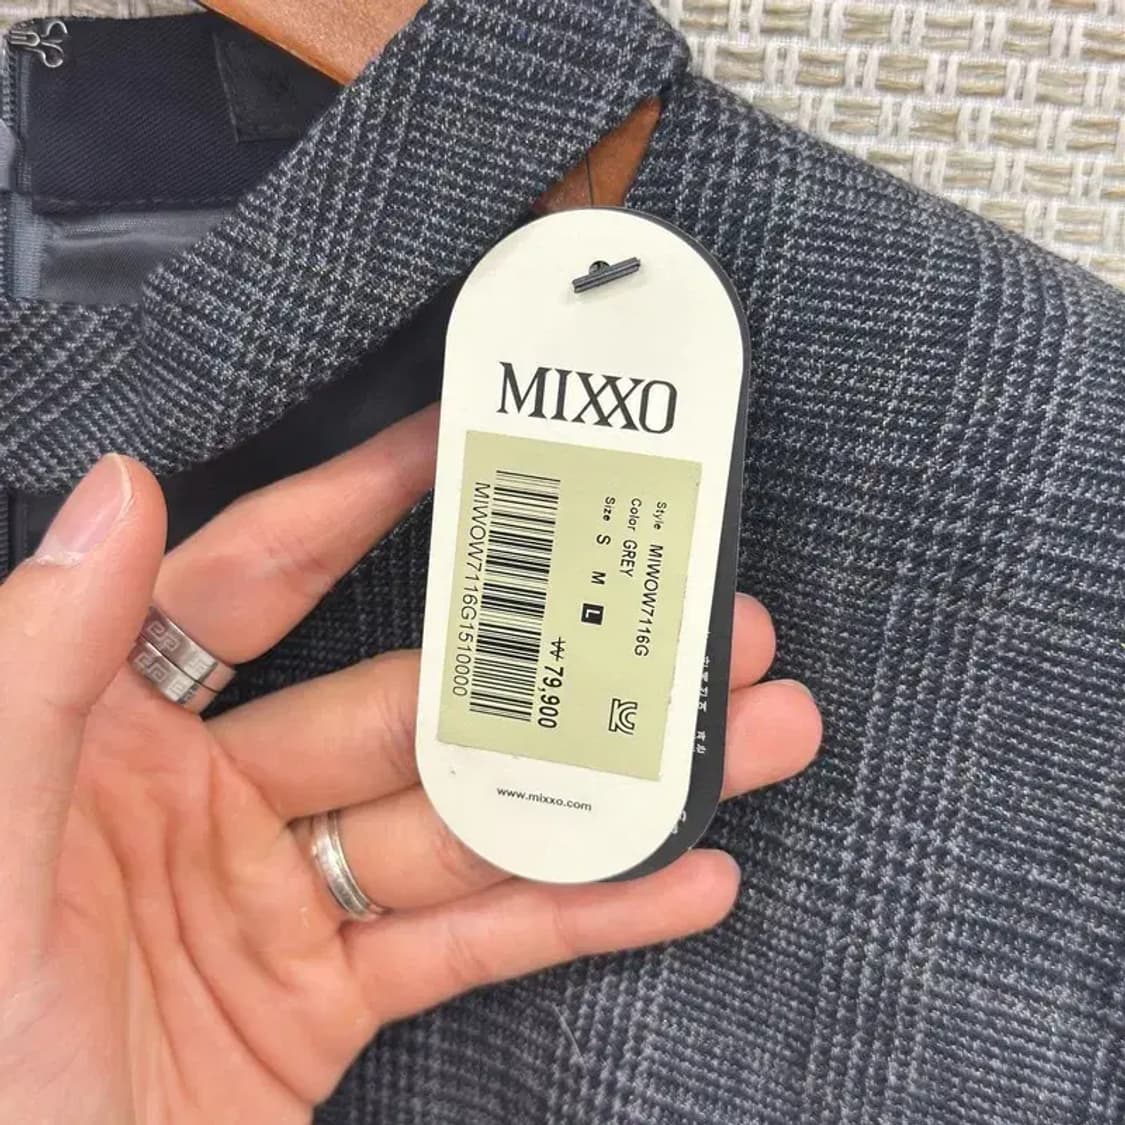 MIXXO
Style MIWOW7116G
Color GREY
Size S M L
₩ 79,900
MIWOW7116G1510000
www.mixxo.com